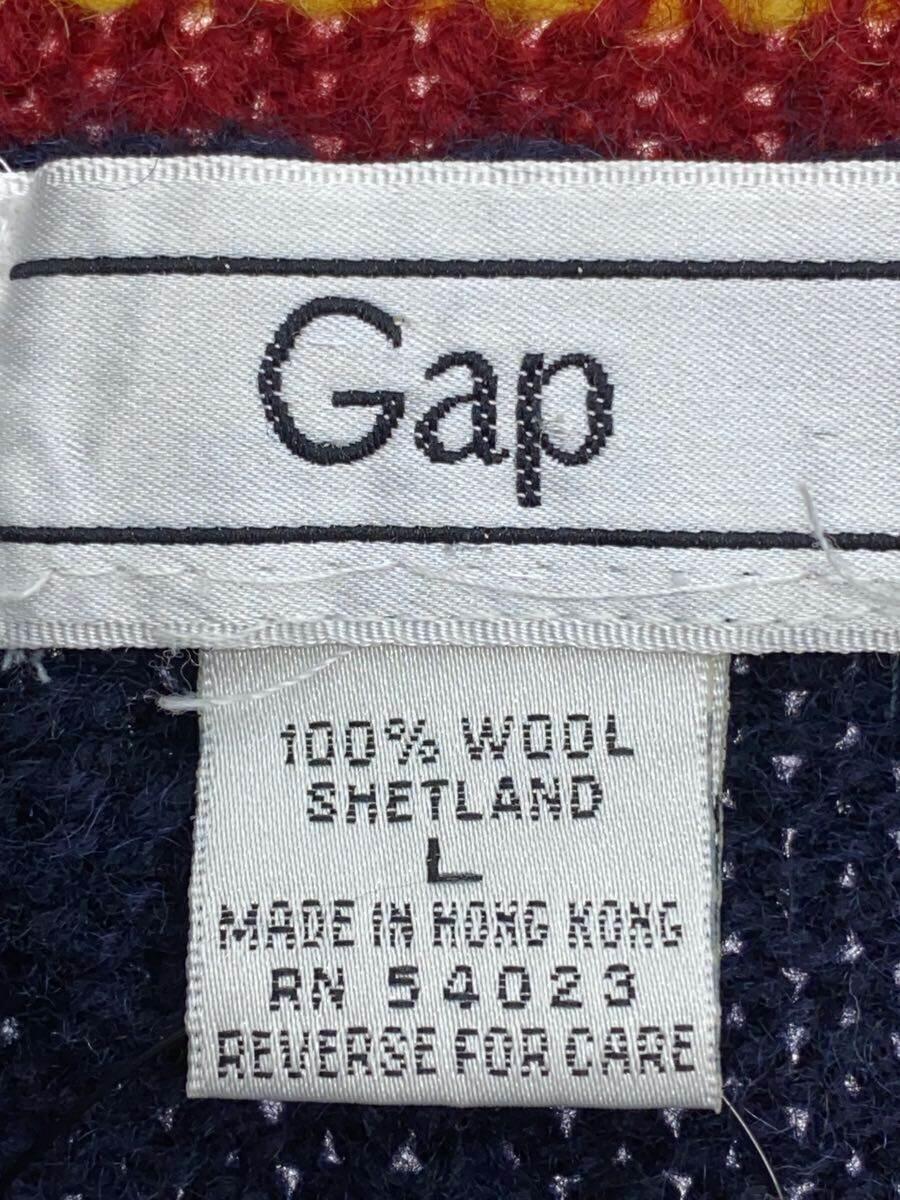 Gap
100% WOOL
SHETLAND
L
MADE IN HONG KONG
RN 54023
REVERSE FOR CARE